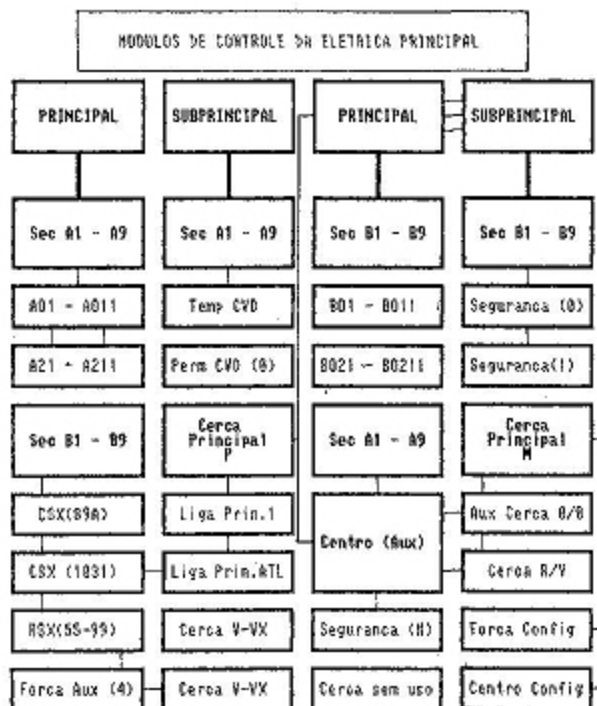 MODULOS DE CONTROLE DA ELETRICA PRINCIPAL
PRINCIPAL
SUBPRINCIPAL
PRINCIPAL
SUBPRINCIPAL
Sec A1 - A9
Sec A1 - A9
Sec B1 - B9
Sec B1 - B9
A01 - A011
Temp CVD
B01 - B011
Seguranca (0)
A21 - A211
Perm CVO (0)
B021 - B0211
Seguranca(1)
Sec B1 - B9
Cerca
Principal
P
Sec A1 - A9
Cerca
Principal
M
CSX(89A)
Liga Prin.1
Centro (Aux)
Aux Cerca 0/0
CSX (1031)
Liga Prin.ATL
Cerca R/V
RSX(55-99)
Cerca V-VX
Seguranca (H)
Forca Config
Forca Aux (4)
Cerca V-VX
Cerca sem uso
Centro Config